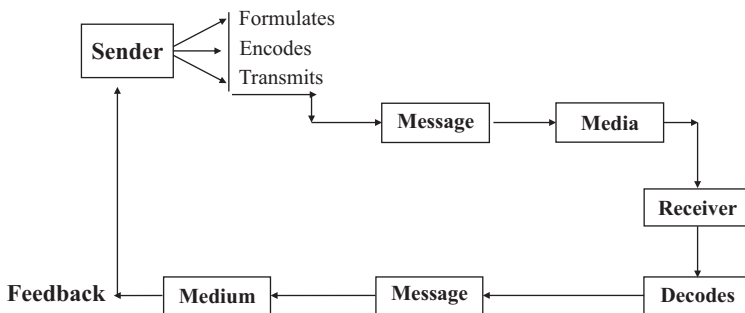 Formulates
Sender
Encodes
Transmits
Message
Media
Receiver
Feedback
Medium
Message
Decodes